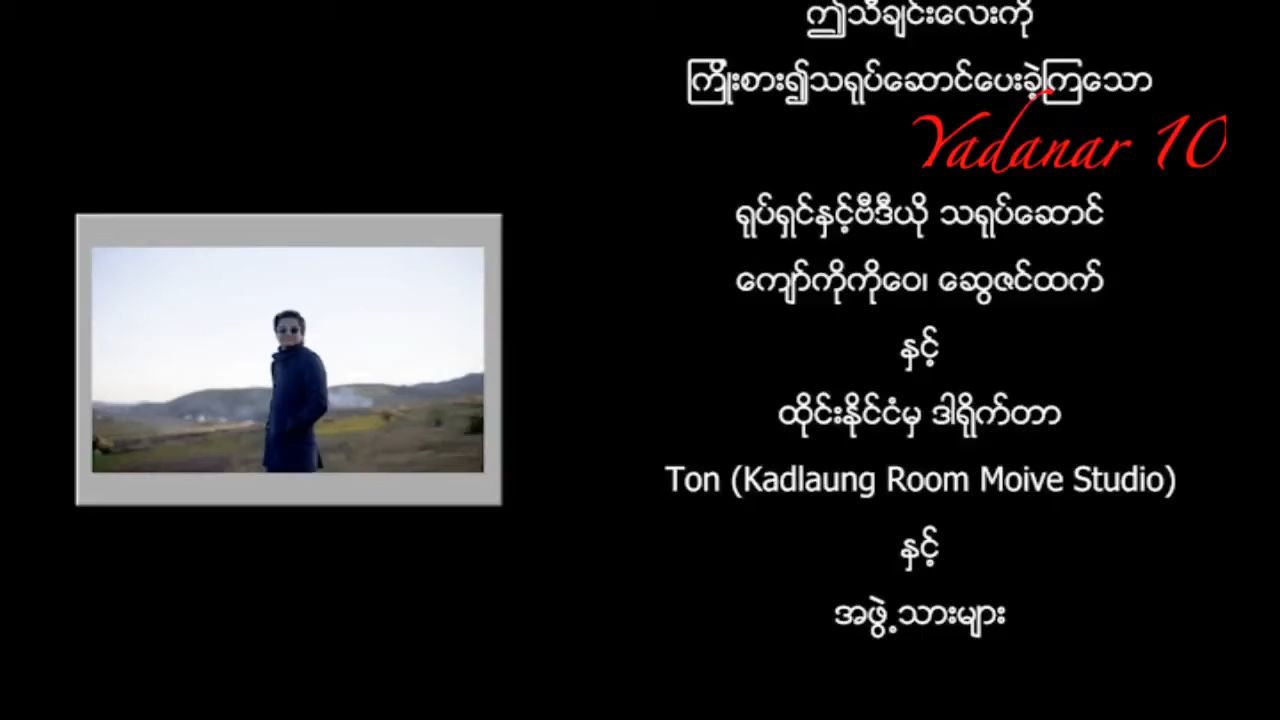 ဤသီချင်းလေးကို
ကြိုးစား၍သရုပ်ဆောင်ပေးခဲ့ကြသော
Yadanar 10
ရုပ်ရှင်နှင့်ဗီဒီယို သရုပ်ဆောင်
ကျော်ကိုကိုဝေ၊ ဆွေဇင်ထက်
နှင့်
ထိုင်းနိုင်ငံမှ ဒါရိုက်တာ
Ton (Kadlaung Room Moive Studio)
နှင့်
အဖွဲ့သားများ